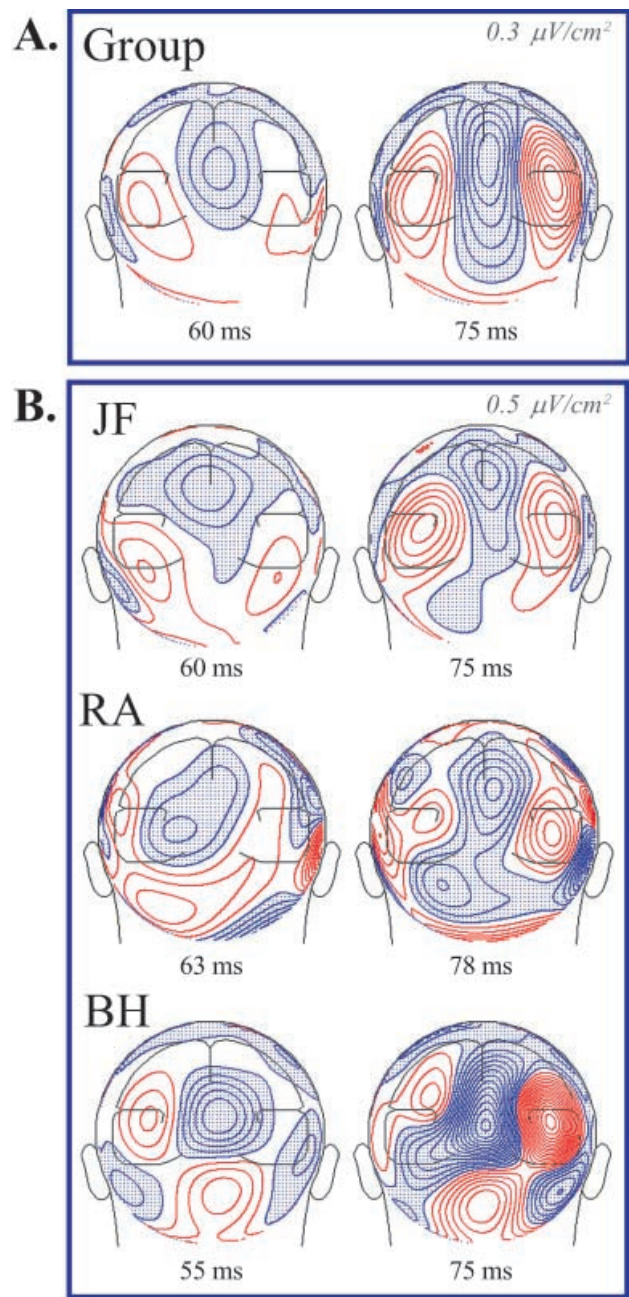 A. Group 0.3 μV/cm²
60 ms 75 ms
B. JF 0.5 μV/cm²
60 ms 75 ms
RA
63 ms 78 ms
BH
55 ms 75 ms